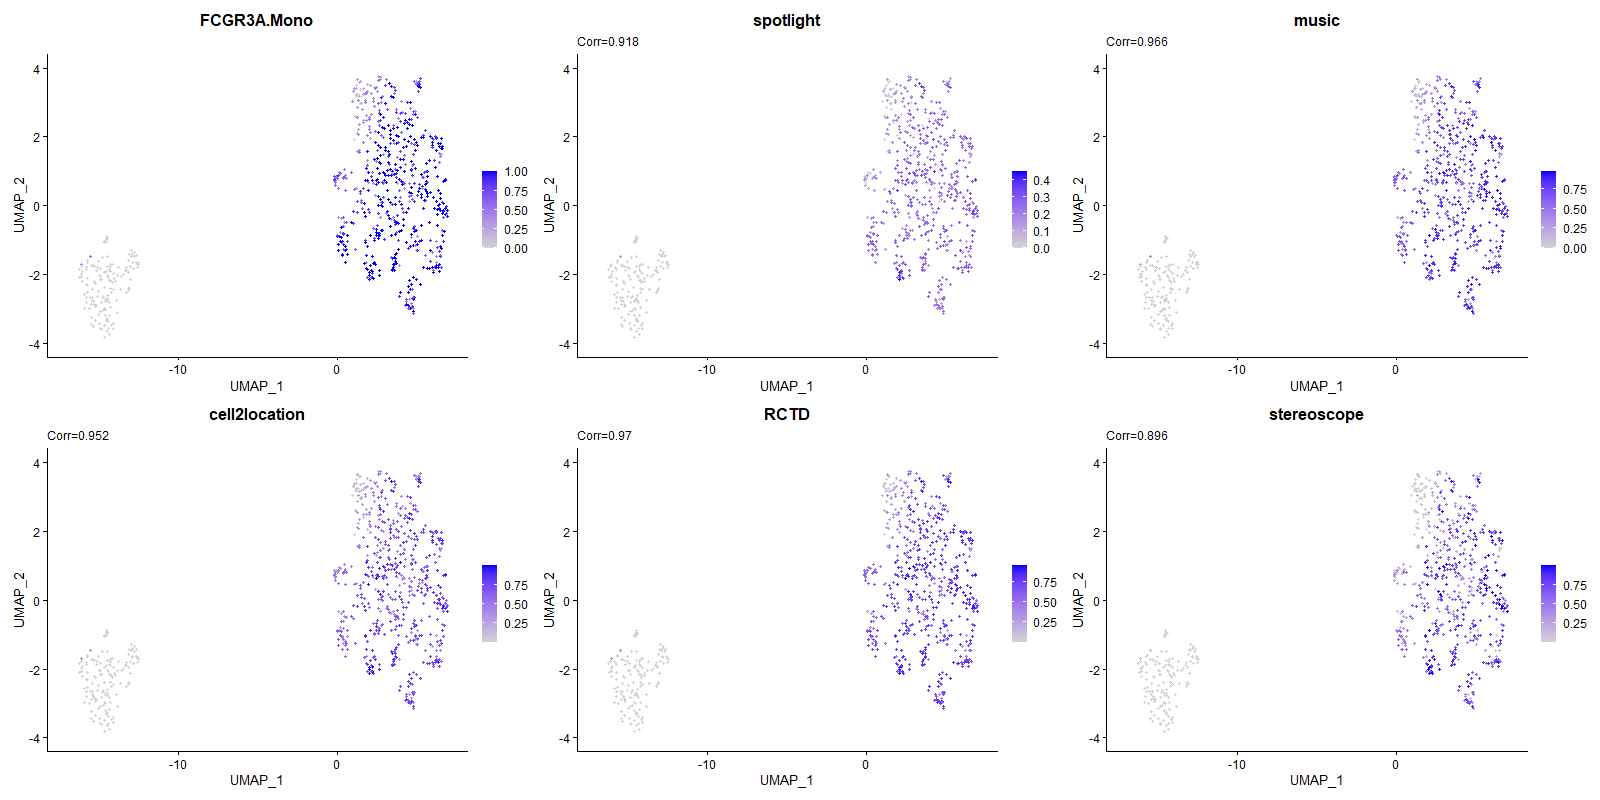 FCGR3A.Mono
4
2
0
-2
-4
UMAP_2
-10
0
UMAP_1
1.00
0.75
0.50
0.25
0.00
spotlight
Corr=0.918
4
2
0
-2
-4
UMAP_2
-10
0
UMAP_1
0.4
0.3
0.2
0.1
0.0
music
Corr=0.966
4
2
0
-2
-4
UMAP_2
-10
0
UMAP_1
0.75
0.50
0.25
0.00
cell2location
Corr=0.952
4
2
0
-2
-4
UMAP_2
-10
0
UMAP_1
0.75
0.50
0.25
RCTD
Corr=0.97
4
2
0
-2
-4
UMAP_2
-10
0
UMAP_1
0.75
0.50
0.25
stereoscope
Corr=0.896
4
2
0
-2
-4
UMAP_2
-10
0
UMAP_1
0.75
0.50
0.25